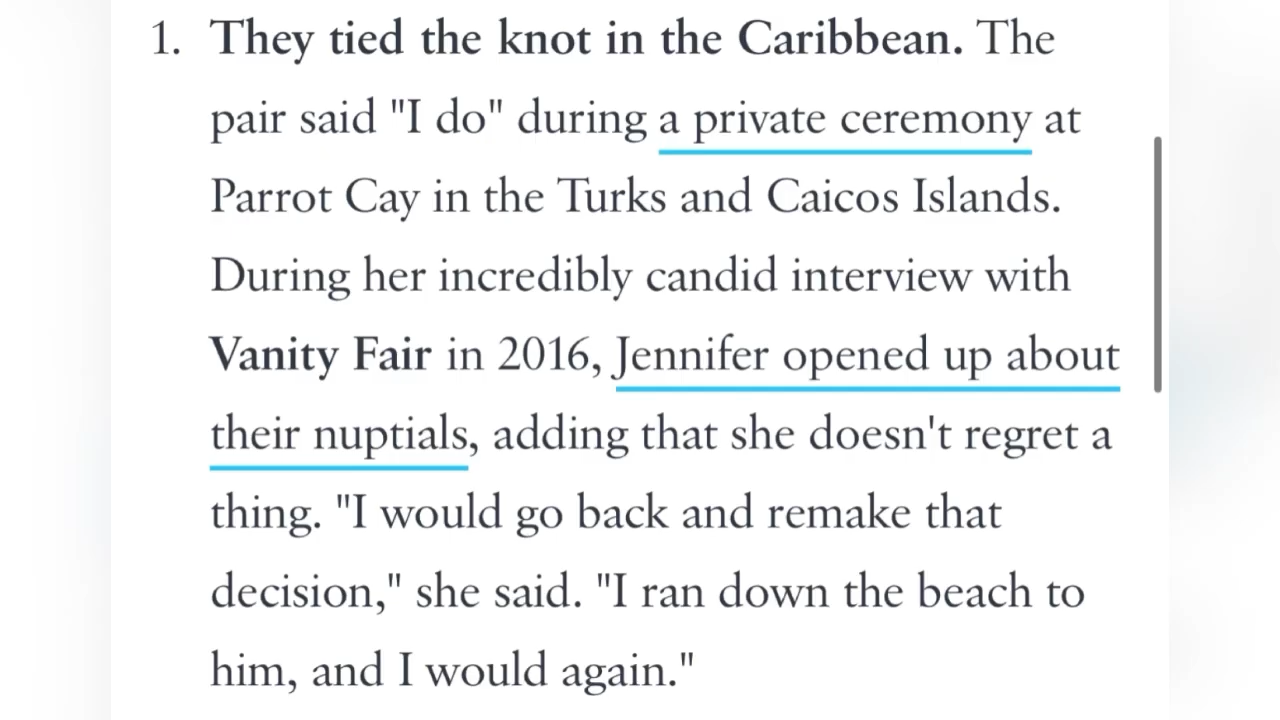 1. They tied the knot in the Caribbean. The
pair said "I do" during a private ceremony at
Parrot Cay in the Turks and Caicos Islands.
During her incredibly candid interview with
Vanity Fair in 2016, Jennifer opened up about
their nuptials, adding that she doesn't regret a
thing. "I would go back and remake that
decision," she said. "I ran down the beach to
him, and I would again."